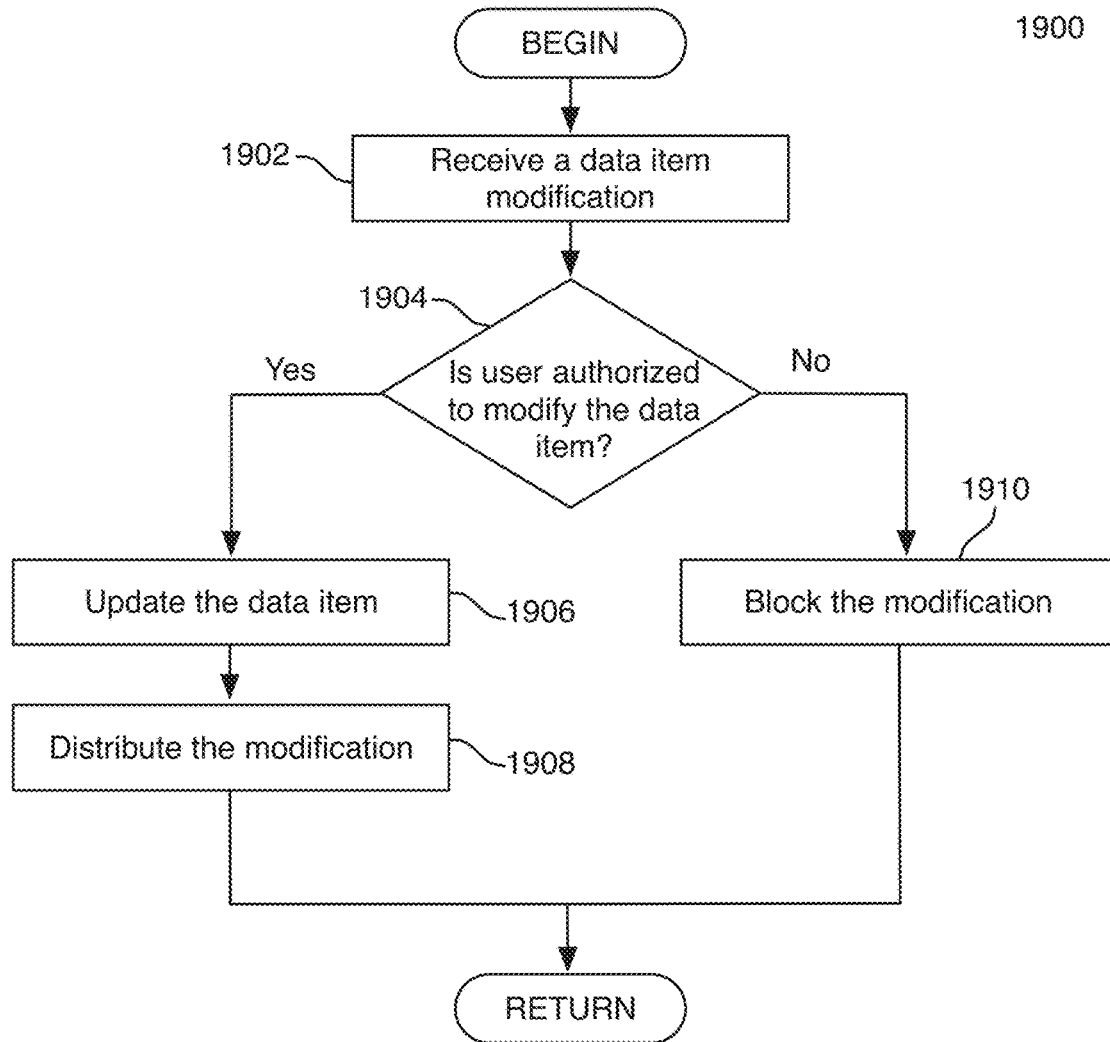 1900
BEGIN
1902
Receive a data item
modification
1904
Yes
Is user authorized
to modify the data
item?
No
1910
Update the data item
1906
Block the modification
Distribute the modification
1908
RETURN